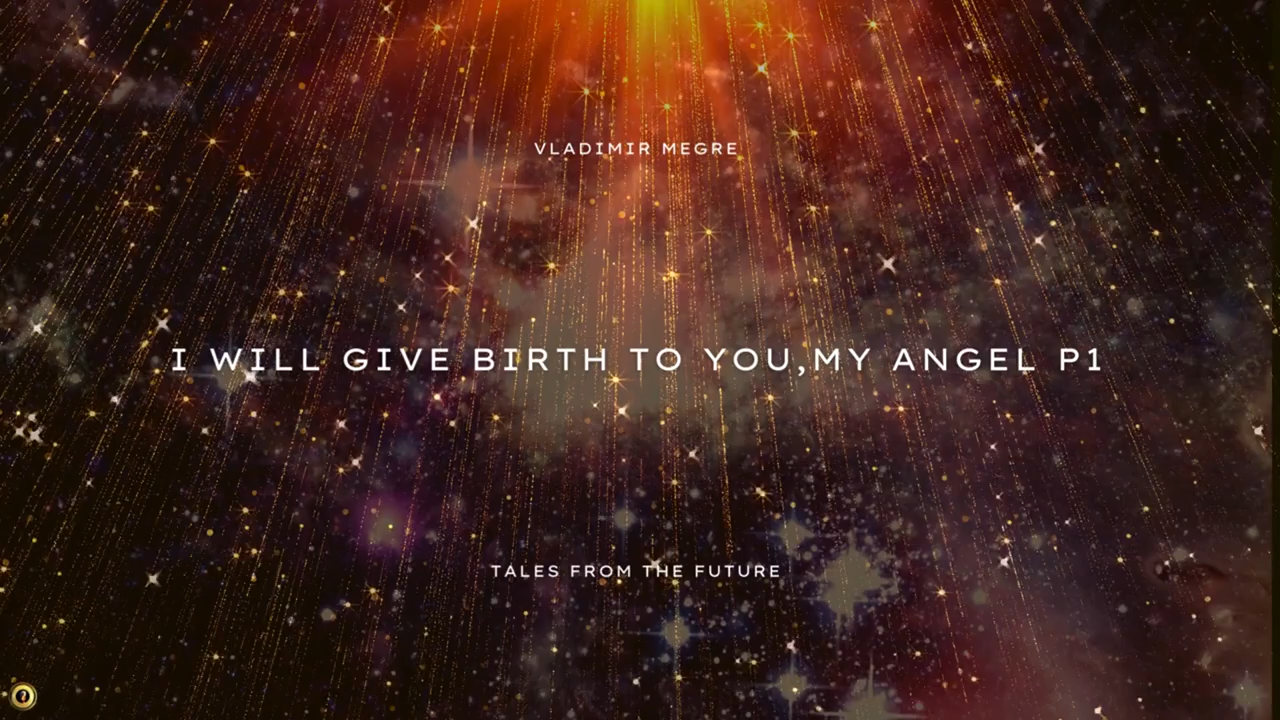 VLADIMIR MEGRE
I WILL GIVE BIRTH TO YOU,MY ANGEL P1
TALES FROM THE FUTURE